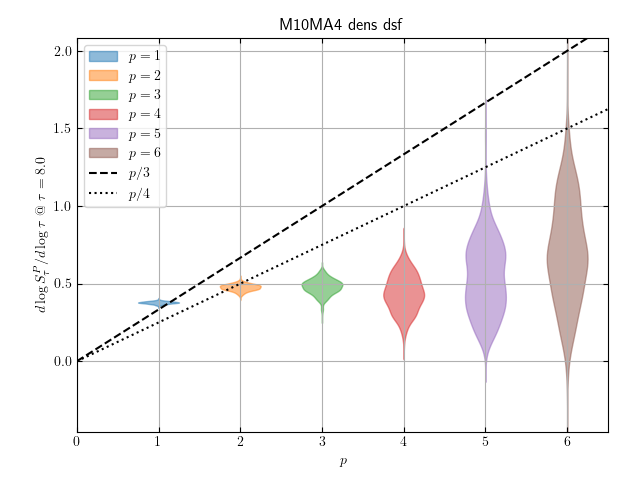 M10MA4 dens dsf
p = 1
p = 2
p = 3
p = 4
p = 5
p = 6
p/3
p/4
2.0
1.5
1.0
0.5
0.0
d log S_τ^P / d log τ @ τ = 8.0
0 1 2 3 4 5 6
p